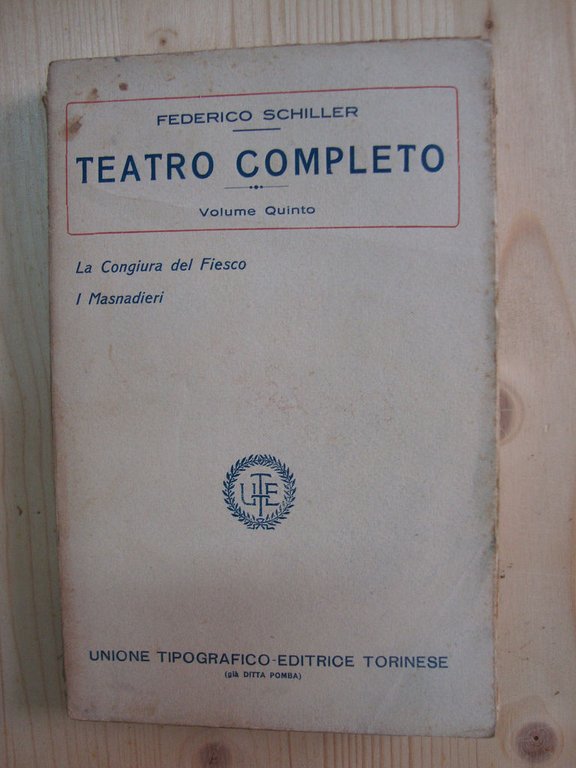 FEDERICO SCHILLER
TEATRO COMPLETO
Volume Quinto
La Congiura del Fiesco
I Masnadieri
UTE
UNIONE TIPOGRAFICO-EDITRICE TORINESE
(già DITTA POMBA)